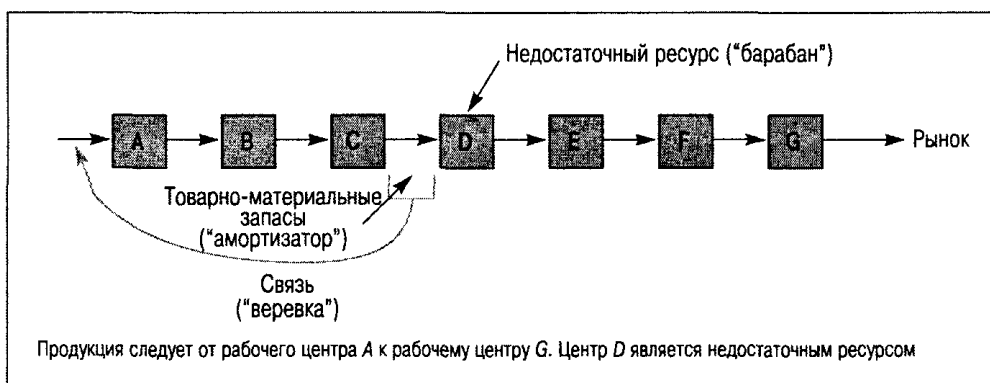 Недостаточный ресурс ("барабан")
A B C D E F G Рынок
Товарно-материальные
запасы
("амортизатор")
Связь
("веревка")
Продукция следует от рабочего центра A к рабочему центру G. Центр D является недостаточным ресурсом